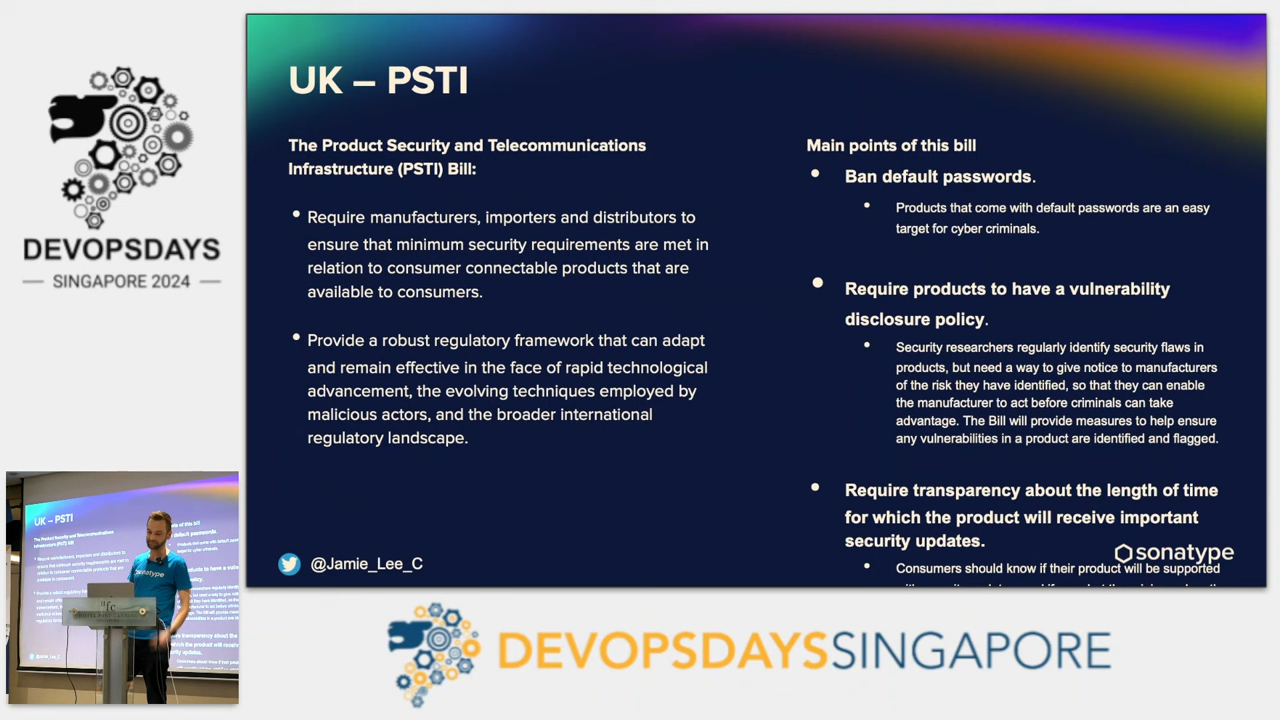 DEVOPSDAYS
SINGAPORE 2024
UK – PSTI
The Product Security and Telecommunications
Infrastructure (PSTI) Bill:
• Require manufacturers, importers and distributors to
ensure that minimum security requirements are met in
relation to consumer connectable products that are
available to consumers.
• Provide a robust regulatory framework that can adapt
and remain effective in the face of rapid technological
advancement, the evolving techniques employed by
malicious actors, and the broader international
regulatory landscape.
@Jamie_Lee_C
Main points of this bill
• Ban default passwords.
• Products that come with default passwords are an easy
target for cyber criminals.
• Require products to have a vulnerability
disclosure policy.
• Security researchers regularly identify security flaws in
products, but need a way to give notice to manufacturers
of the risk they have identified, so that they can enable
the manufacturer to act before criminals can take
advantage. The Bill will provide measures to help ensure
any vulnerabilities in a product are identified and flagged.
• Require transparency about the length of time
for which the product will receive important
security updates.
sonatype
• Consumers should know if their product will be supported
UK – PSTI
sonatype
DEVOPSDAYSSINGAPORE